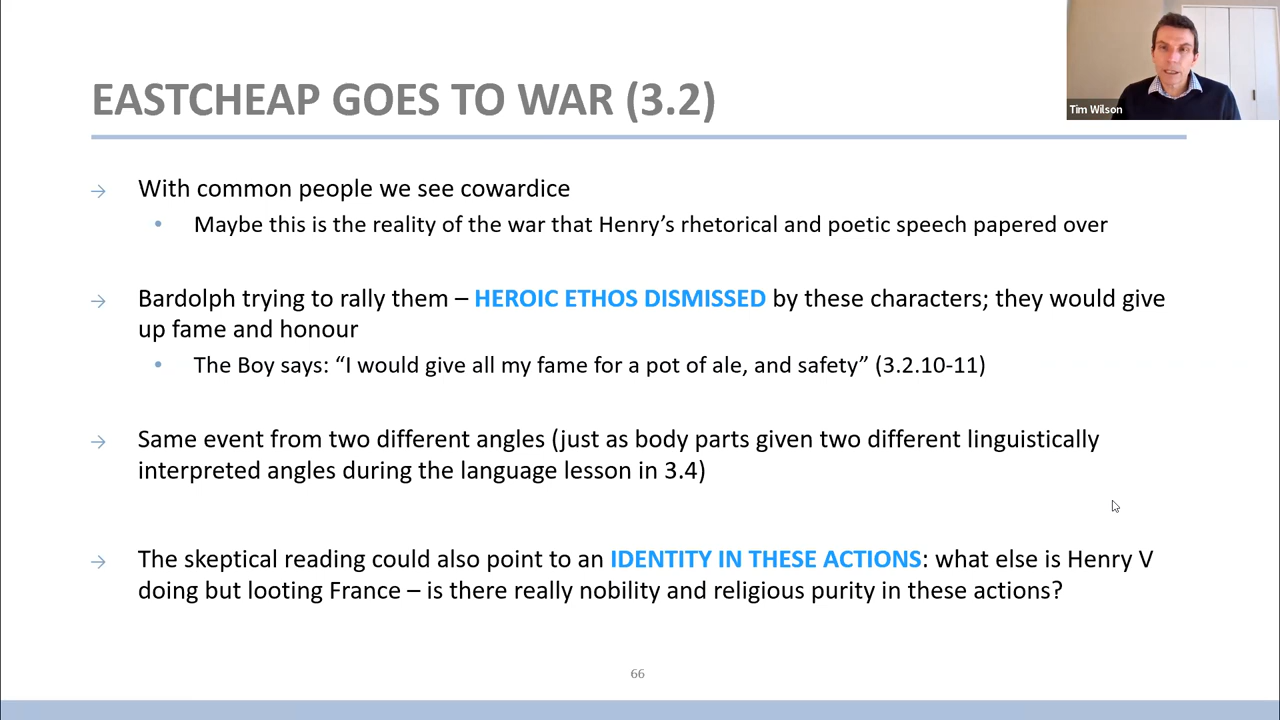 EASTCHEAP GOES TO WAR (3.2)
Tim Wilson
→ With common people we see cowardice
• Maybe this is the reality of the war that Henry’s rhetorical and poetic speech papered over
→ Bardolph trying to rally them – HEROIC ETHOS DISMISSED by these characters; they would give
up fame and honour
• The Boy says: “I would give all my fame for a pot of ale, and safety” (3.2.10-11)
→ Same event from two different angles (just as body parts given two different linguistically
interpreted angles during the language lesson in 3.4)
→ The skeptical reading could also point to an IDENTITY IN THESE ACTIONS: what else is Henry V
doing but looting France – is there really nobility and religious purity in these actions?
66